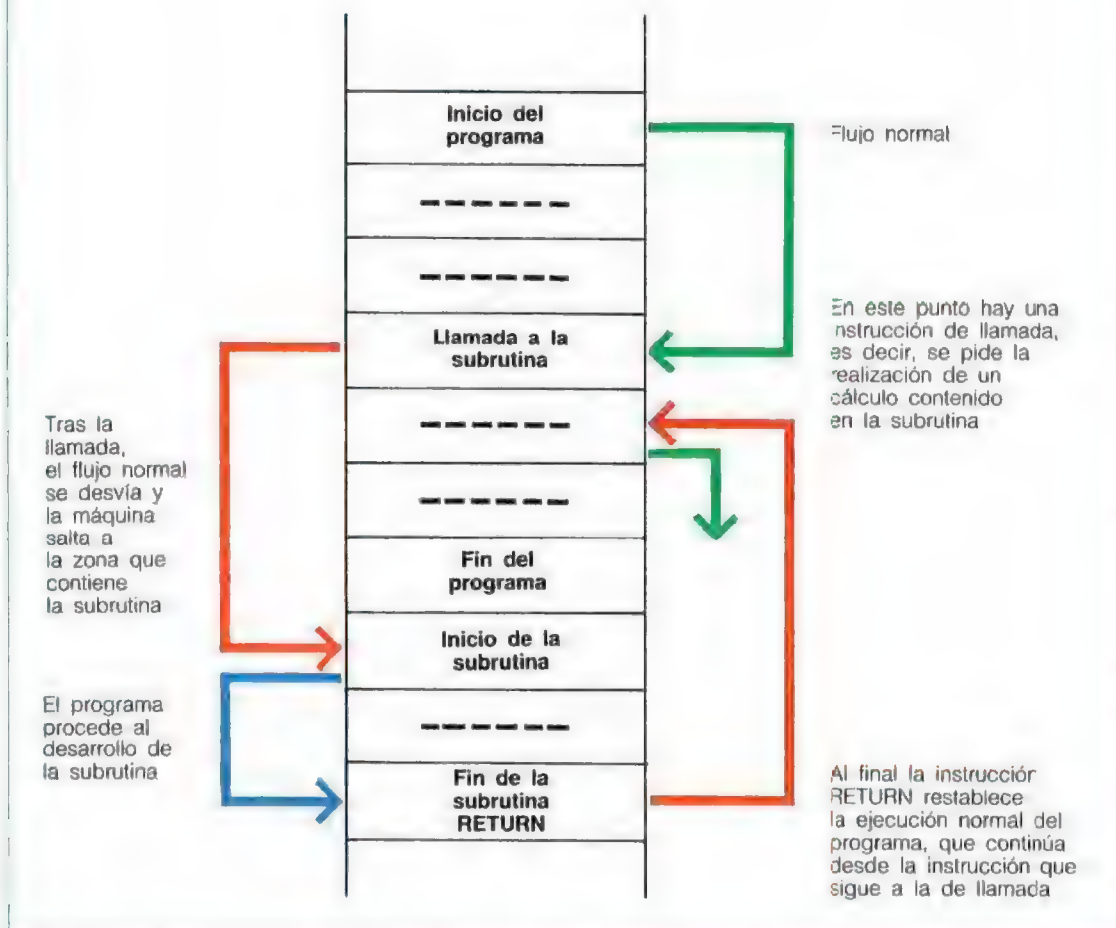 Inicio del
programa
Flujo normal
Llamada a la
subrutina
En este punto hay una
instrucción de llamada,
es decir, se pide la
realización de un
cálculo contenido
en la subrutina
Tras la
llamada,
el flujo normal
se desvía y
la máquina
salta a
la zona que
contiene
la subrutina
Fin del
programa
Inicio de la
subrutina
El programa
procede al
desarrollo de
la subrutina
Fin de la
subrutina
RETURN
Al final la instrucción
RETURN restablece
la ejecución normal del
programa, que continúa
desde la instrucción que
sigue a la de llamada